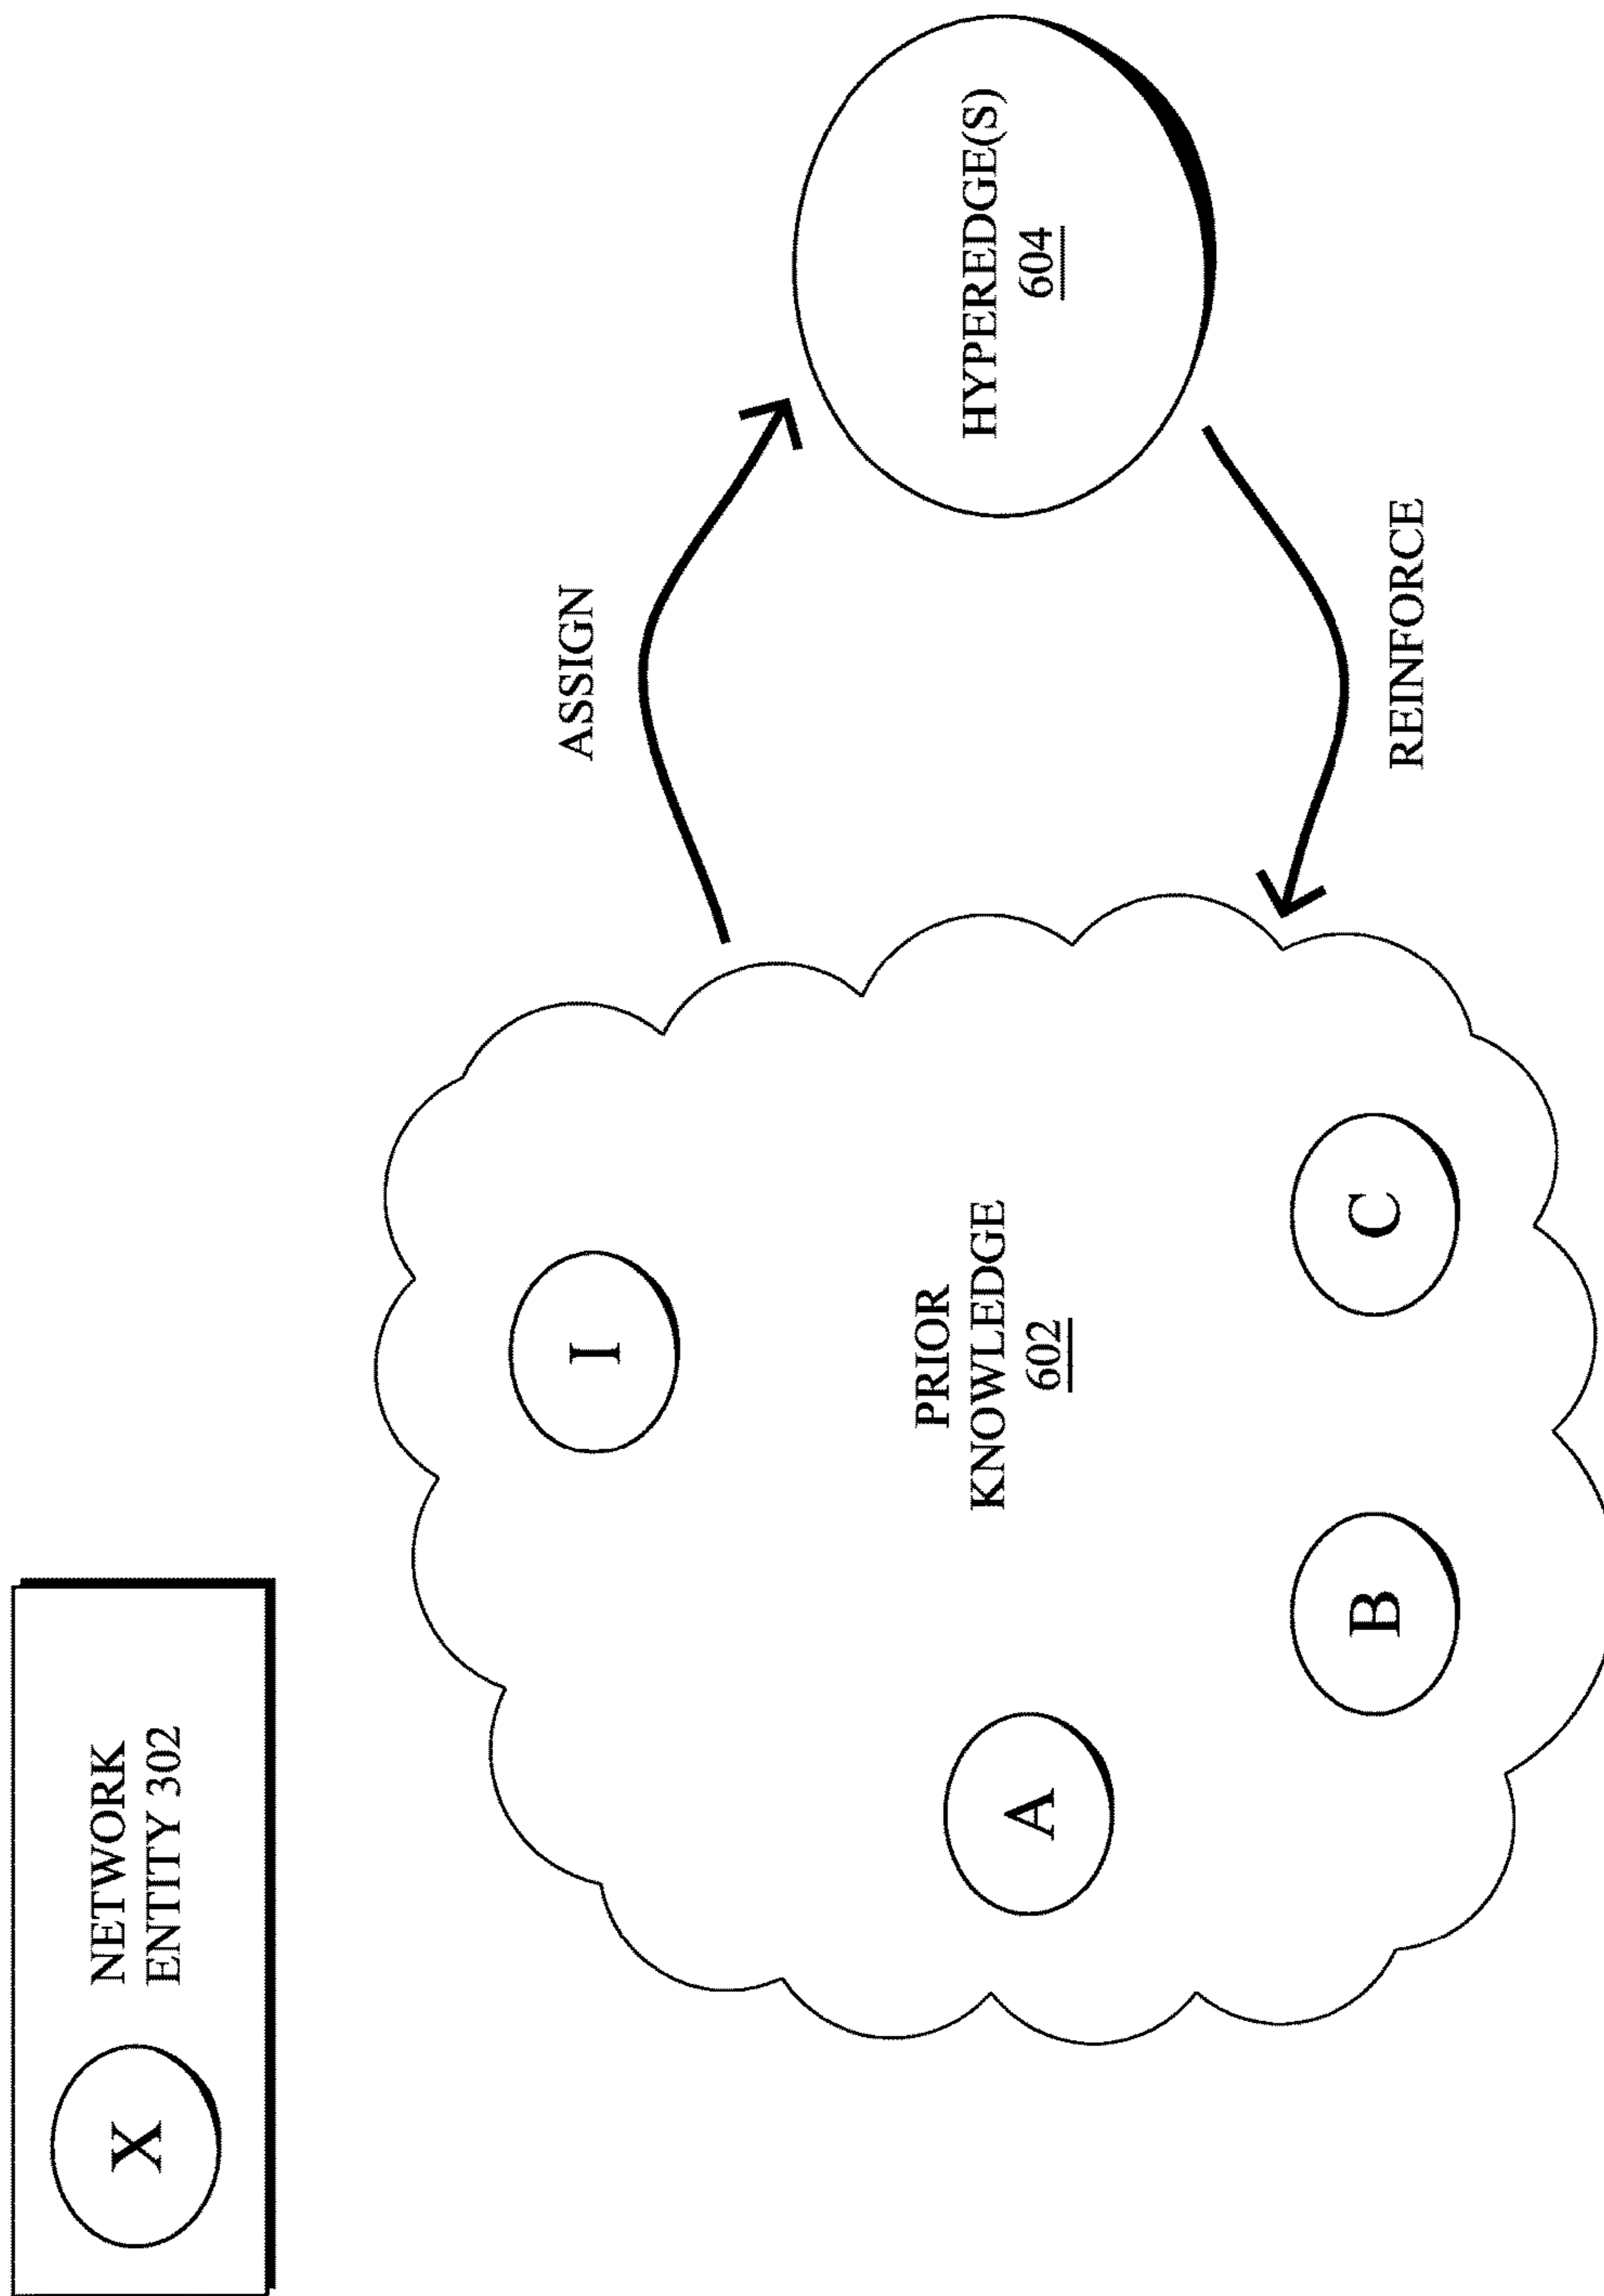 X
NETWORK
ENTITY 302
ASSIGN
I
PRIOR
KNOWLEDGE
602
A
B
C
HYPEREDGE(S)
604
REINFORCE